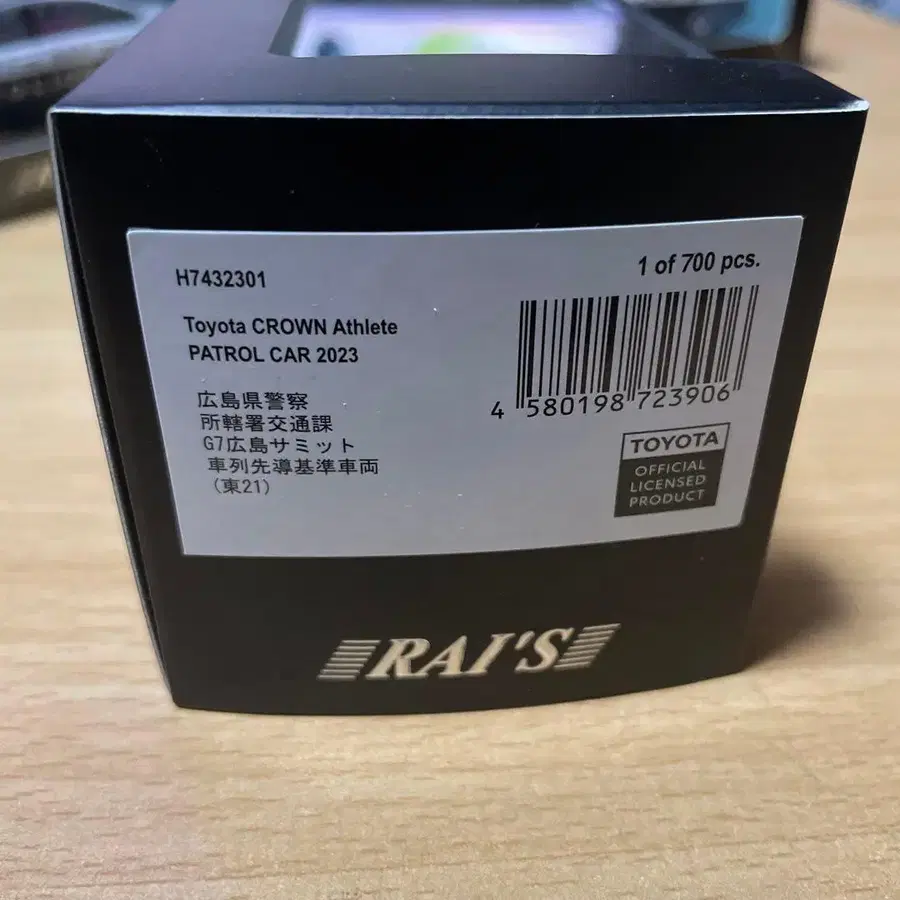 H7432301
1 of 700 pcs.
Toyota CROWN Athlete
PATROL CAR 2023
広島県警察
所轄署交通課
G7広島サミット
車列先導基準車両
(東21)
4 580198 723906
TOYOTA
OFFICIAL
LICENSED
PRODUCT
RAI'S